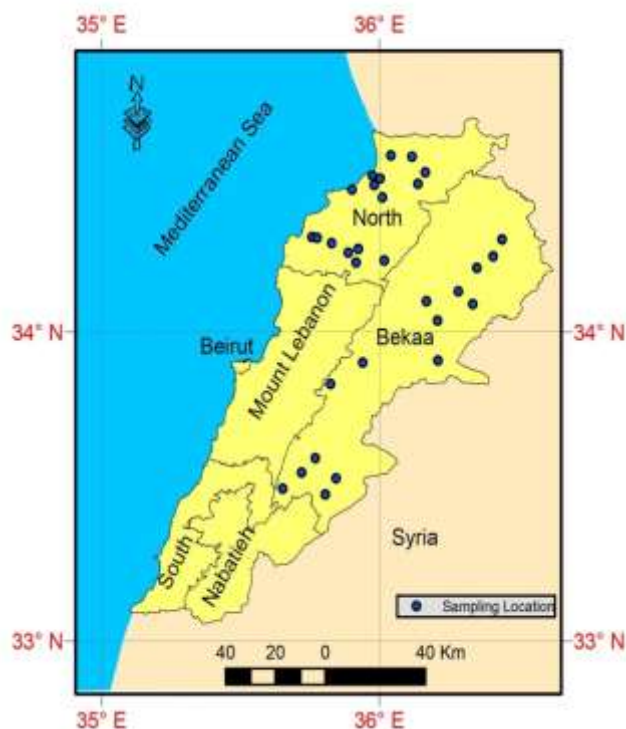 35° E
36° E
N
Mediterranean Sea
North
34° N
34° N
Bekaa
Beirut
Mount Lebanon
Syria
South
Nabatieh
Sampling Location
33° N
33° N
40 20 0 40 Km
35° E
36° E